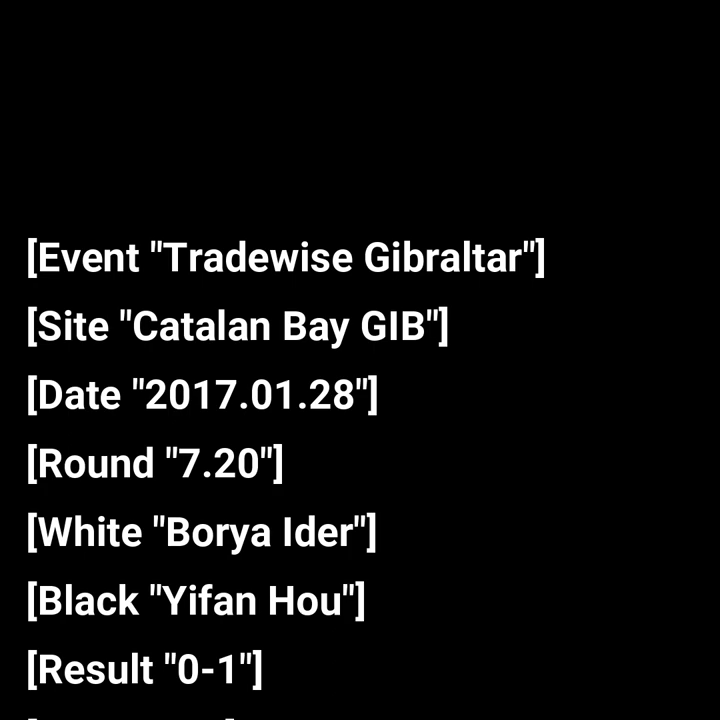 [Event "Tradewise Gibraltar"]
[Site "Catalan Bay GIB"]
[Date "2017.01.28"]
[Round "7.20"]
[White "Borya Ider"]
[Black "Yifan Hou"]
[Result "0-1"]